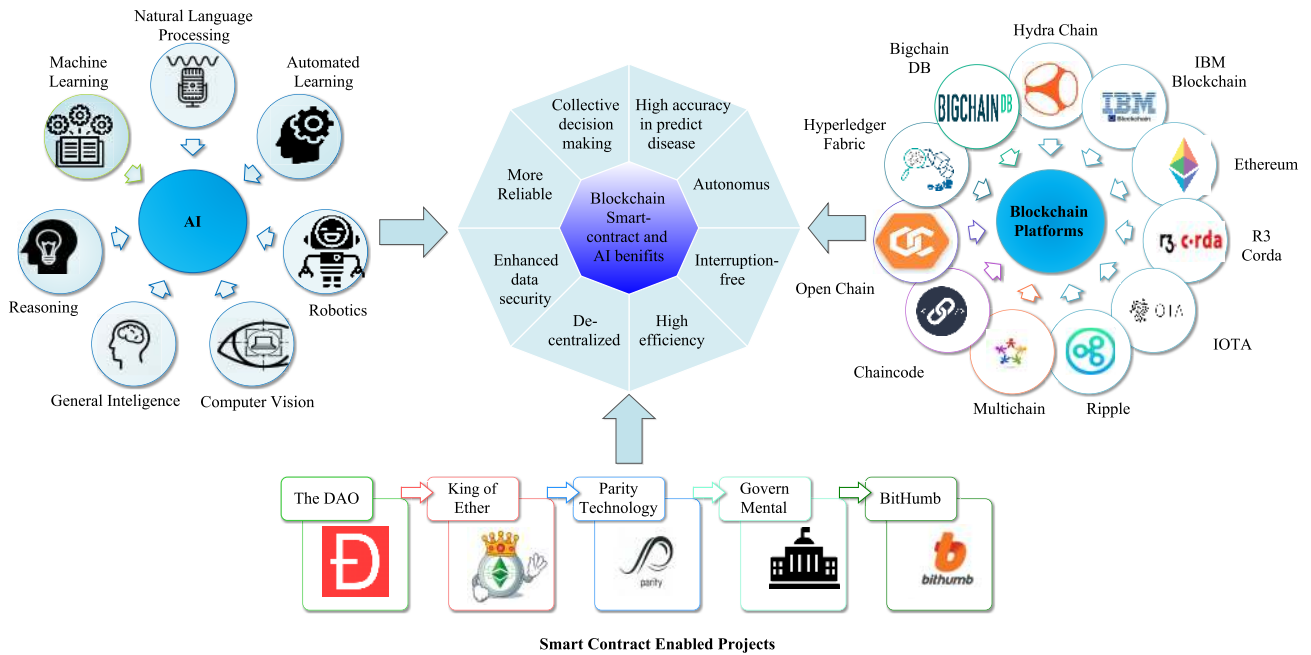 Natural Language
Processing
Machine
Learning
Automated
Learning
AI
Reasoning
Robotics
General Inteligence
Computer Vision
Collective
decision
making
High accuracy
in predict
disease
More
Reliable
Autonomus
Blockchain
Smart-
contract and
AI benifits
Enhanced
data
security
Interruption-
free
De-
centralized
High
efficiency
Hydra Chain
Bigchain
DB
IBM
Blockchain
BIGCHAINDB
IBM
Blockchain
Hyperledger
Fabric
Ethereum
Blockchain
Platforms
r3. c·rda
R3
Corda
Open Chain
OTA
IOTA
Chaincode
Multichain
Ripple
The DAO
King of
Ether
Parity
Technology
Govern
Mental
BitHumb
parity
bithumb
Smart Contract Enabled Projects